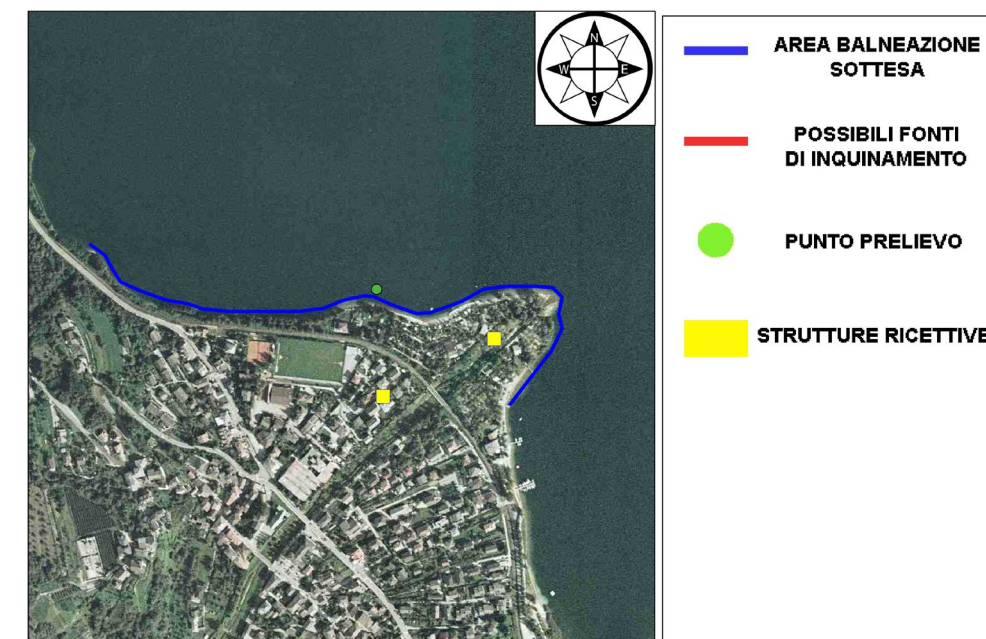 N
W E
S
AREA BALNEAZIONE
SOTTESA
POSSIBILI FONTI
DI INQUINAMENTO
PUNTO PRELIEVO
STRUTTURE RICETTIVE